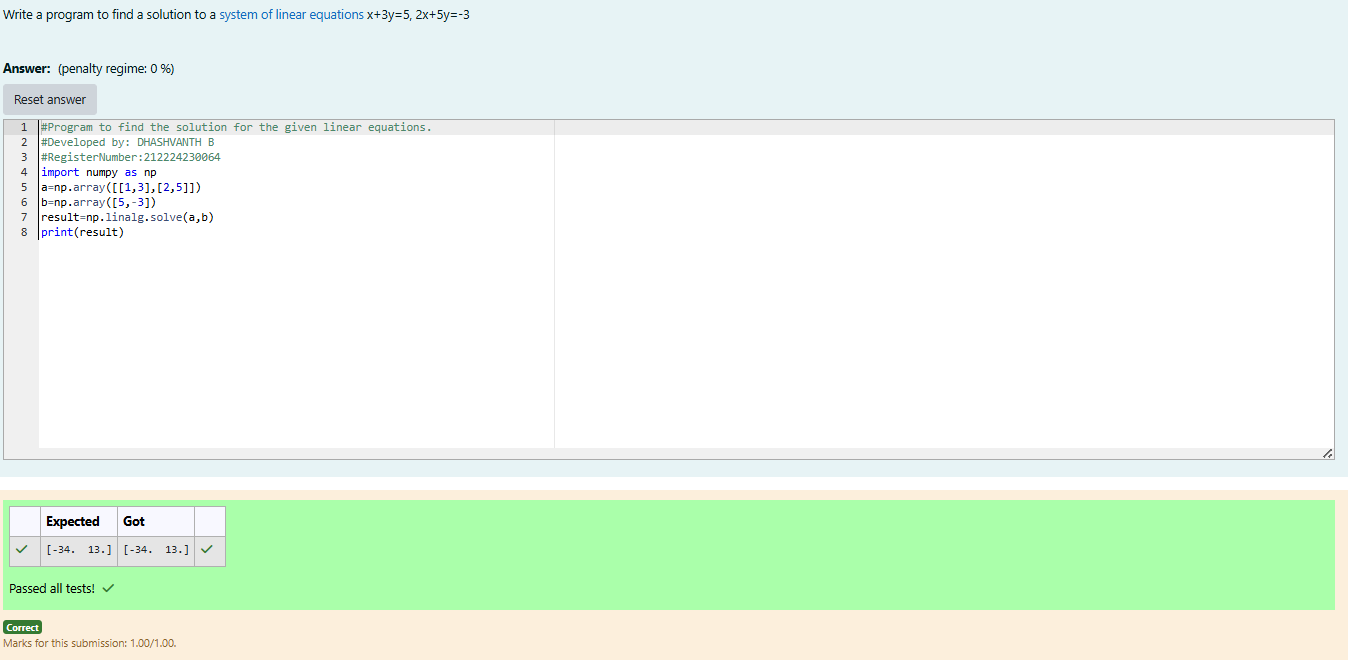 Write a program to find a solution to a system of linear equations x+3y=5, 2x+5y=-3
Answer: (penalty regime: 0 %)
Reset answer
1 #Program to find the solution for the given linear equations.
2 #Developed by: DHASHVANTH B
3 #RegisterNumber:212224230064
4 import numpy as np
5 a=np.array([[1,3],[2,5]])
6 b=np.array([5,-3])
7 result=np.linalg.solve(a,b)
8 print(result)
Expected Got
[-34.  13.] [-34.  13.]
Passed all tests!
Correct
Marks for this submission: 1.00/1.00.